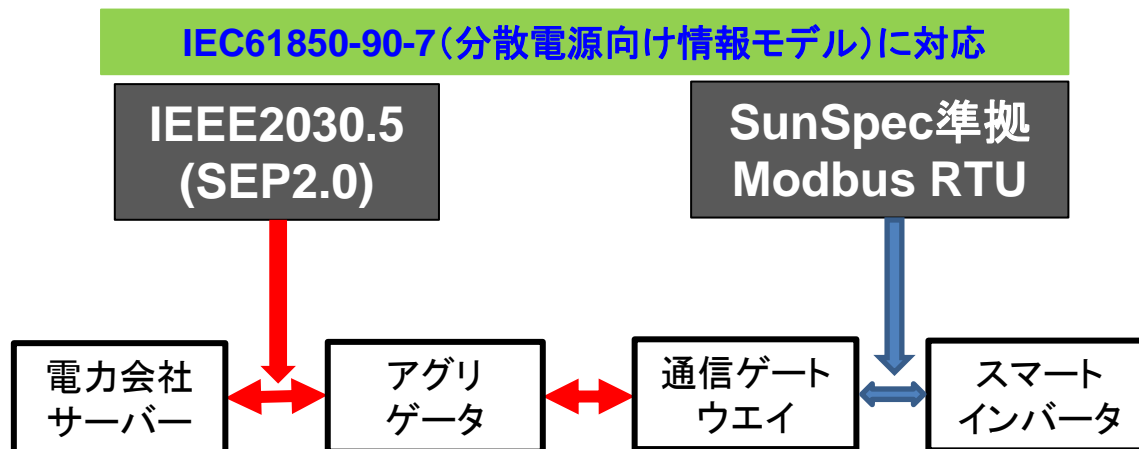 IEC61850-90-7（分散電源向け情報モデル）に対応
IEEE2030.5
(SEP2.0)
SunSpec準拠
Modbus RTU
電力会社
サーバー
アグリ
ゲータ
通信ゲート
ウエイ
スマート
インバータ